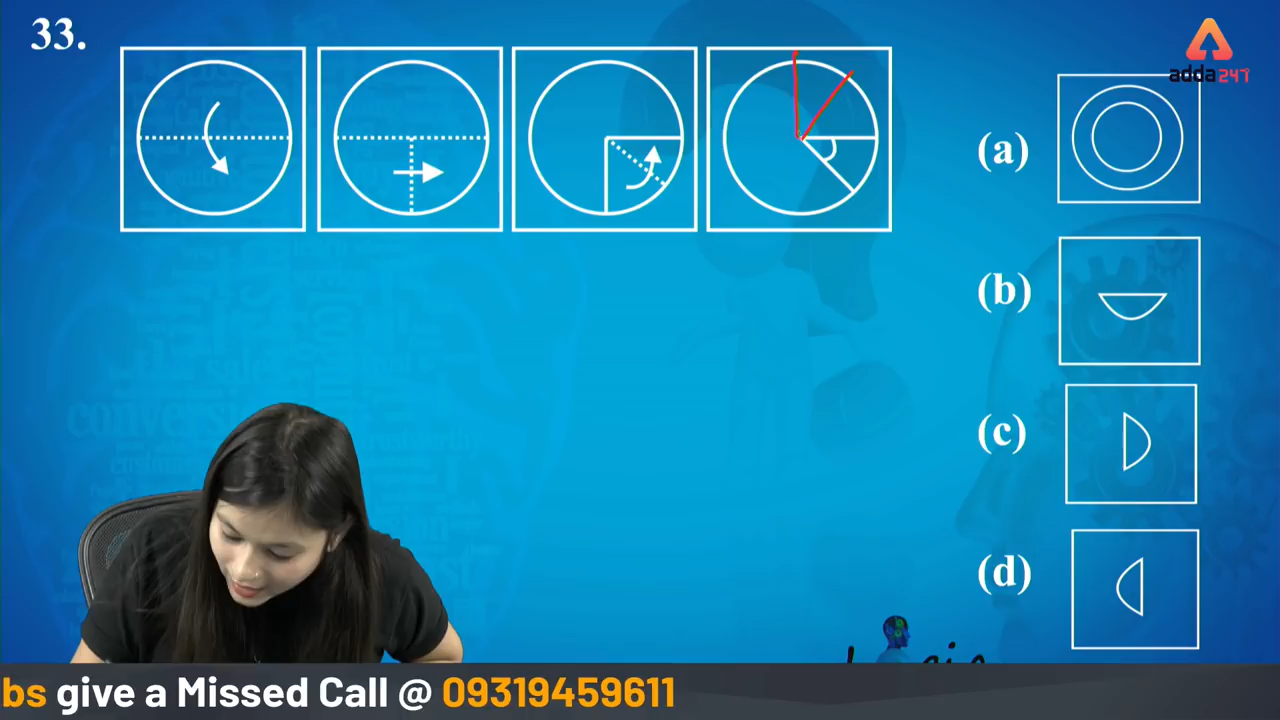 33.
adda247
(a)
(b)
(c)
(d)
bs give a Missed Call @ 09319459611